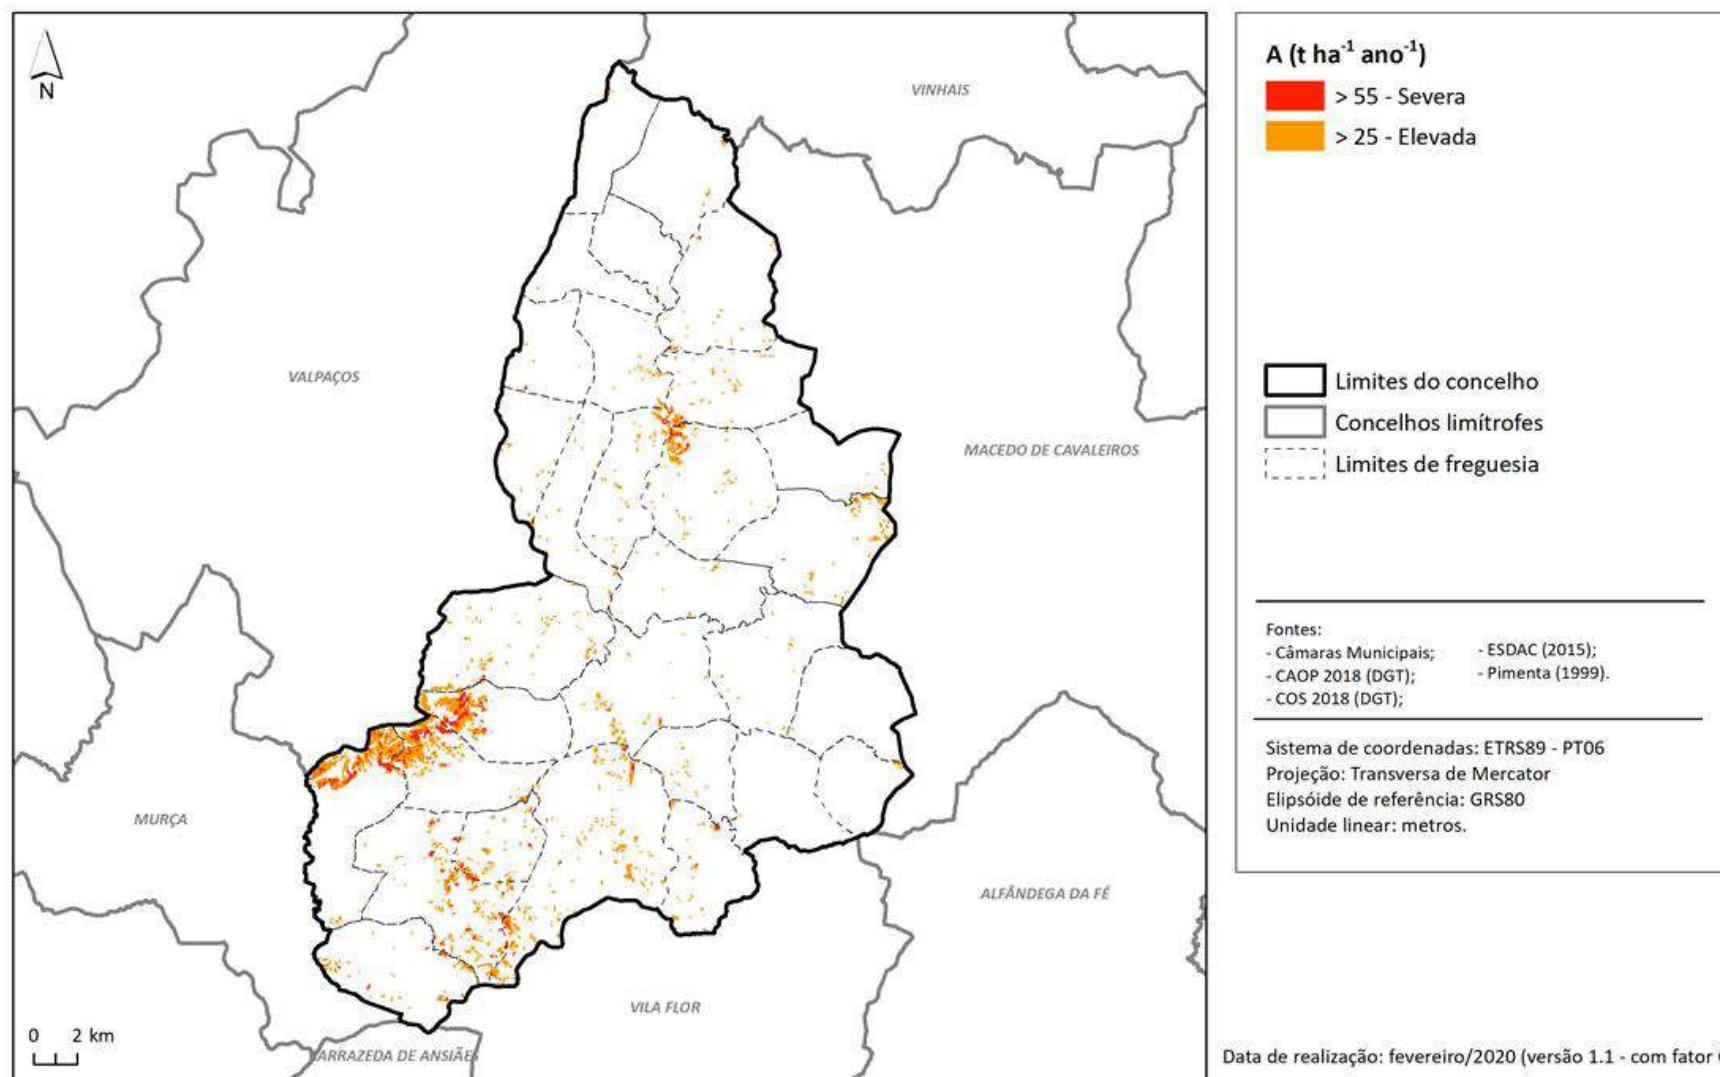 N
VINHAIS
VALPAÇOS
MACEDO DE CAVALEIROS
MURÇA
ALFÂNDEGA DA FÉ
VILA FLOR
ARRAZEDA DE ANSIÃES
0 2 km
A (t ha⁻¹ ano⁻¹)
> 55 - Severa
> 25 - Elevada
Limites do concelho
Concelhos limítrofes
Limites de freguesia
Fontes:
- Câmaras Municipais;
- CAOP 2018 (DGT);
- COS 2018 (DGT);
- ESDAC (2015);
- Pimenta (1999).
Sistema de coordenadas: ETRS89 - PT06
Projeção: Transversa de Mercator
Elipsóide de referência: GRS80
Unidade linear: metros.
Data de realização: fevereiro/2020 (versão 1.1 - com fator